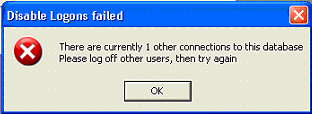 Disable Logons failed
There are currently 1 other connections to this database
Please log off other users, then try again
OK